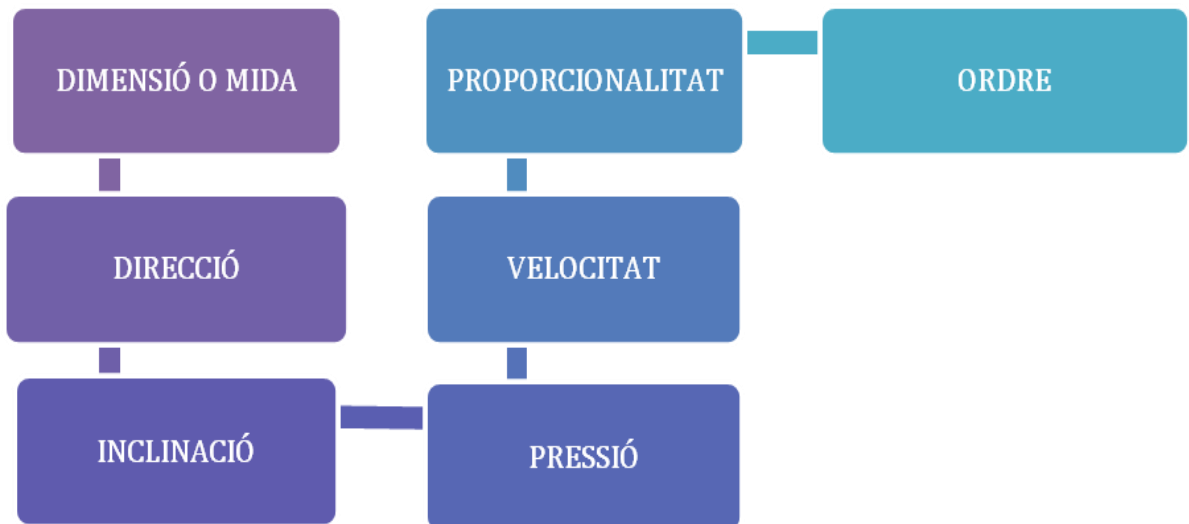 DIMENSIÓ O MIDA
DIRECCIÓ
INCLINACIÓ
PRESSIÓ
VELOCITAT
PROPORCIONALITAT
ORDRE